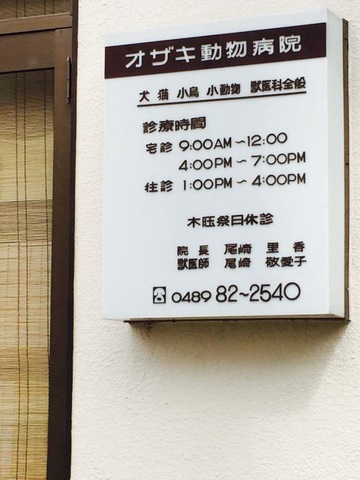 オザキ動物病院
犬 猫 小鳥 小動物 獣医科全般
診療時間
宅診 9:00AM～12:00
4:00PM～7:00PM
往診 1:00PM～4:00PM
木曜祭日休診
院長 尾崎 里香
獣医師 尾崎 敬愛子
☎ 0489 82~2540